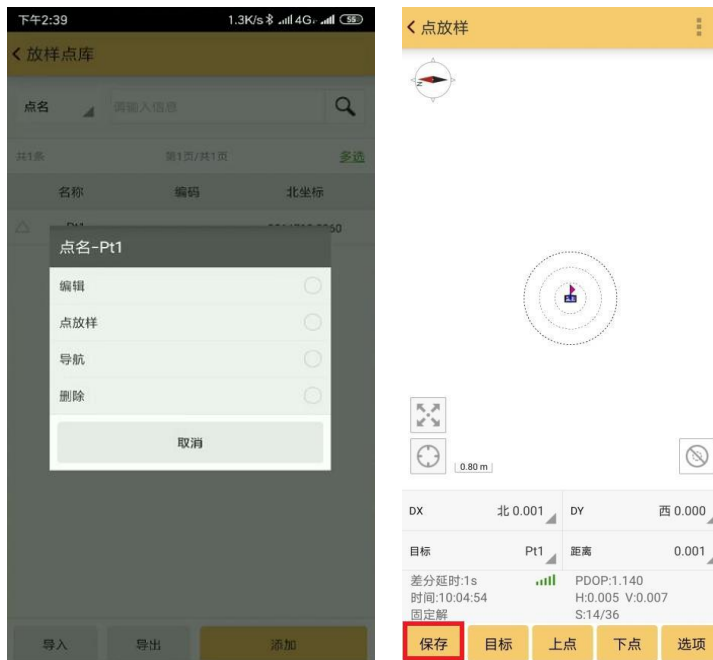 下午2:39 1.3K/s 4G 55
放样点库
点名 请输入信息
共1条 第1页/共1页 多选
名称 编码 北坐标
点名-Pt1
编辑
点放样
导航
删除
取消
导入 导出 添加
点放样
N
0.80 m
DX 北 0.001 DY 西 0.000
目标 Pt1 距离 0.001
差分延时:1s PDOP:1.140
时间:10:04:54 H:0.005 V:0.007
固定解 S:14/36
保存 目标 上点 下点 选项